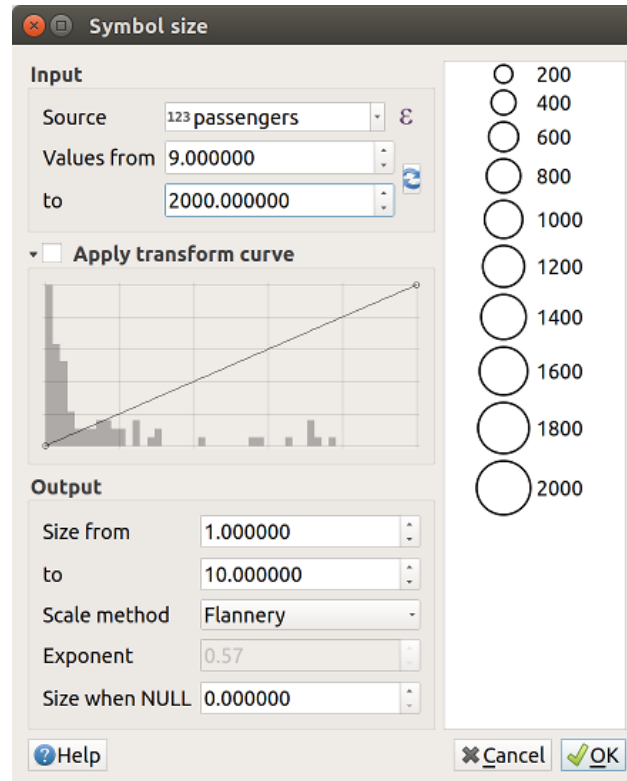 Symbol size
Input
Source 123 passengers ε
Values from 9.000000
to 2000.000000
Apply transform curve
Output
Size from 1.000000
to 10.000000
Scale method Flannery
Exponent 0.57
Size when NULL 0.000000
Help
200
400
600
800
1000
1200
1400
1600
1800
2000
Cancel OK